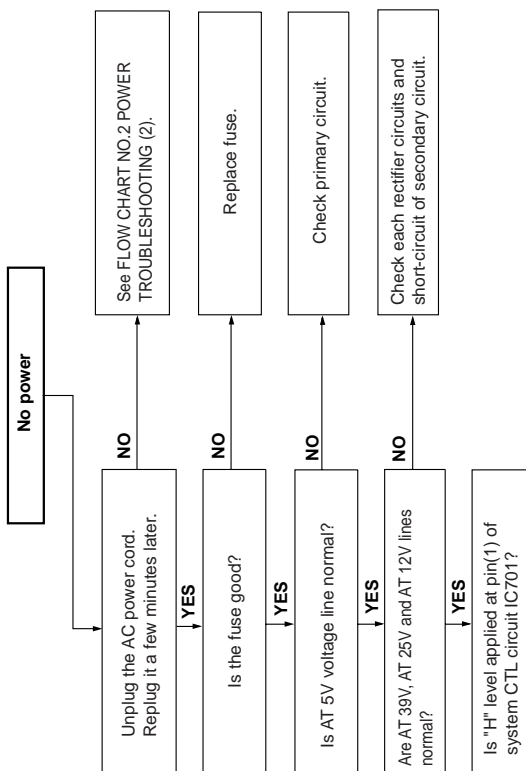 No power
Unplug the AC power cord.
Replug it a few minutes later.
NO
See FLOW CHART NO.2 POWER
TROUBLESHOOTING (2).
YES
Is the fuse good?
NO
Replace fuse.
YES
Is AT 5V voltage line normal?
NO
Check primary circuit.
YES
Are AT 39V, AT 25V and AT 12V lines
normal?
NO
Check each rectifier circuits and
short-circuit of secondary circuit.
YES
Is "H" level applied at pin(1) of
system CTL circuit IC701?